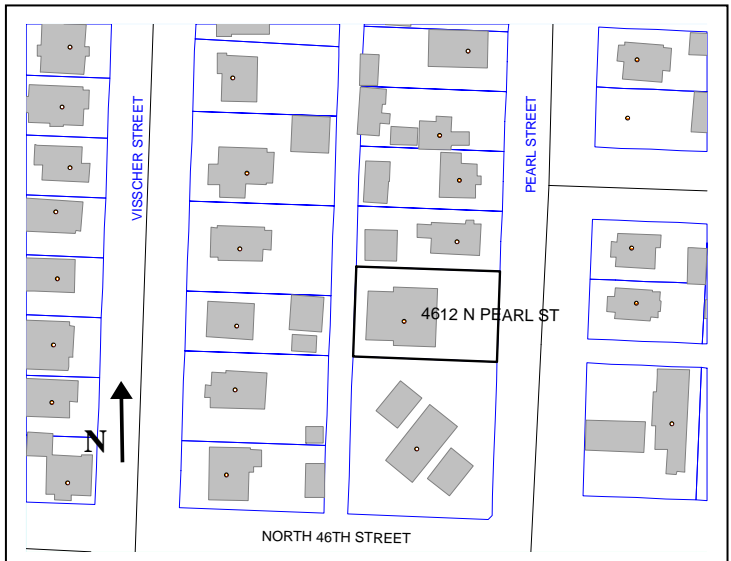 VISSCHER STREET
PEARL STREET
4612 N PEARL ST
N
NORTH 46TH STREET